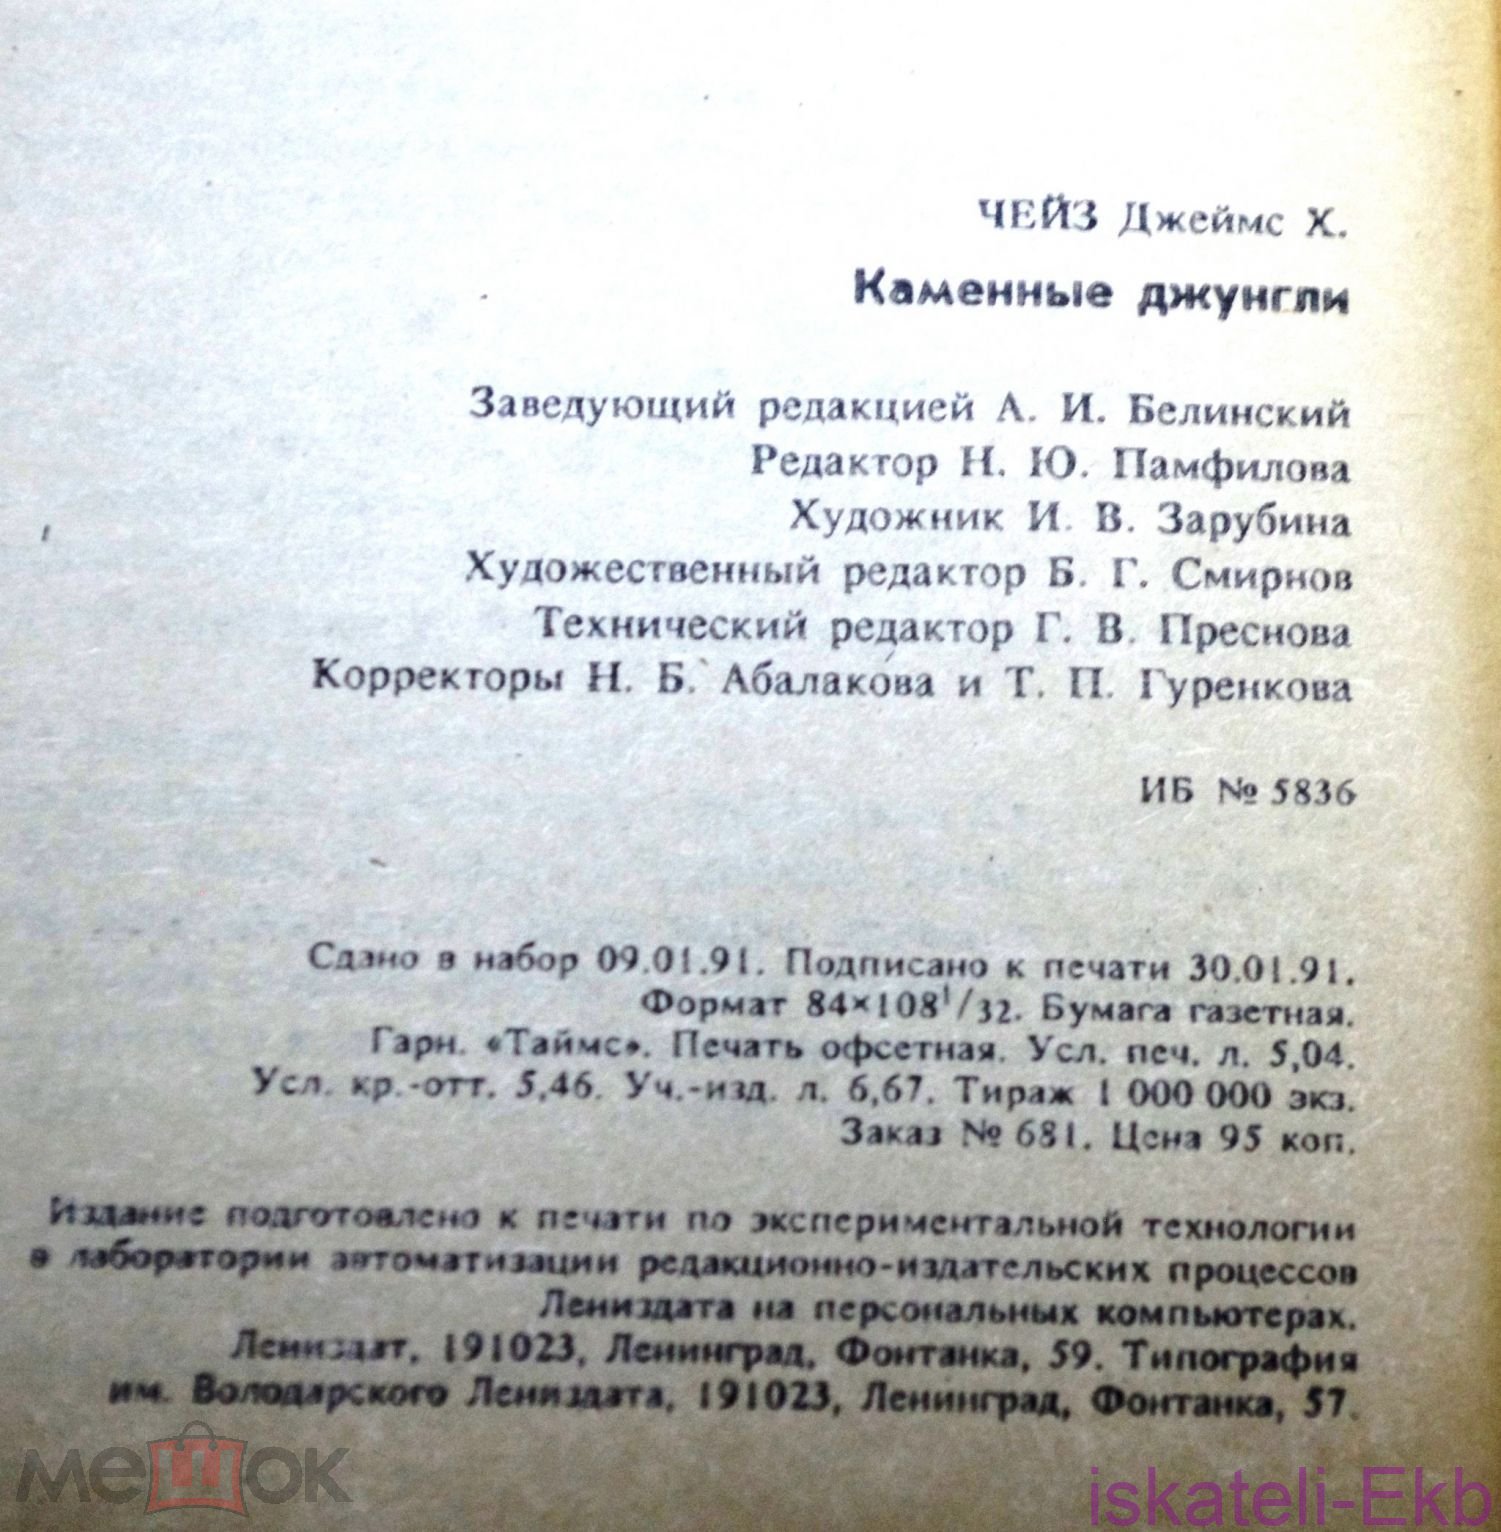 ЧЕЙЗ Джеймс Х.
Каменные джунгли
Заведующий редакцией А. И. Белинский
Редактор Н. Ю. Памфилова
Художник И. В. Зарубина
Художественный редактор Б. Г. Смирнов
Технический редактор Г. В. Преснова
Корректоры Н. Б. Абалакова и Т. П. Гуренкова
ИБ № 5836
Сдано в набор 09.01.91. Подписано к печати 30.01.91.
Формат 84×108¹/32. Бумага газетная.
Гарн. «Таймс». Печать офсетная. Усл. печ. л. 5,04.
Усл. кр.-отт. 5,46. Уч.-изд. л. 6,67. Тираж 1 000 000 экз.
Заказ № 681. Цена 95 коп.
Издание подготовлено к печати по экспериментальной технологии
в лаборатории автоматизации редакционно-издательских процессов
Лениздата на персональных компьютерах.
Лениздат, 191023, Ленинград, Фонтанка, 59. Типография
им. Володарского Лениздата, 191023, Ленинград, Фонтанка, 57.
мешок
iskateli-Ekb